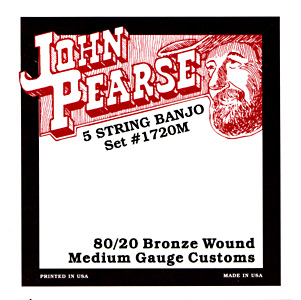 JOHN
PEARSE
5 STRING BANJO
Set #1720M
80/20 Bronze Wound
Medium Gauge Customs
PRINTED IN USA
MADE IN USA